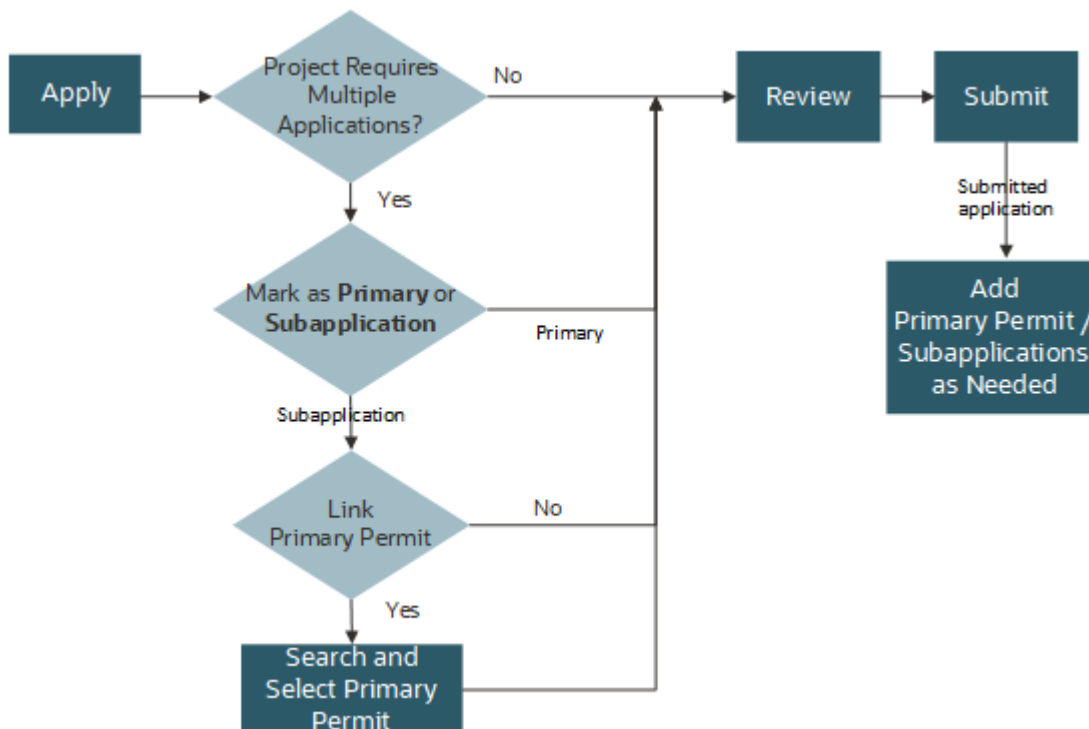 Apply
Project Requires
Multiple
Applications?
No
Review
Submit
Yes
Submitted
application
Mark as Primary or
Subapplication
Primary
Add
Primary Permit /
Subapplications
as Needed
Subapplication
Link
Primary Permit
No
Yes
Search and
Select Primary
Permit